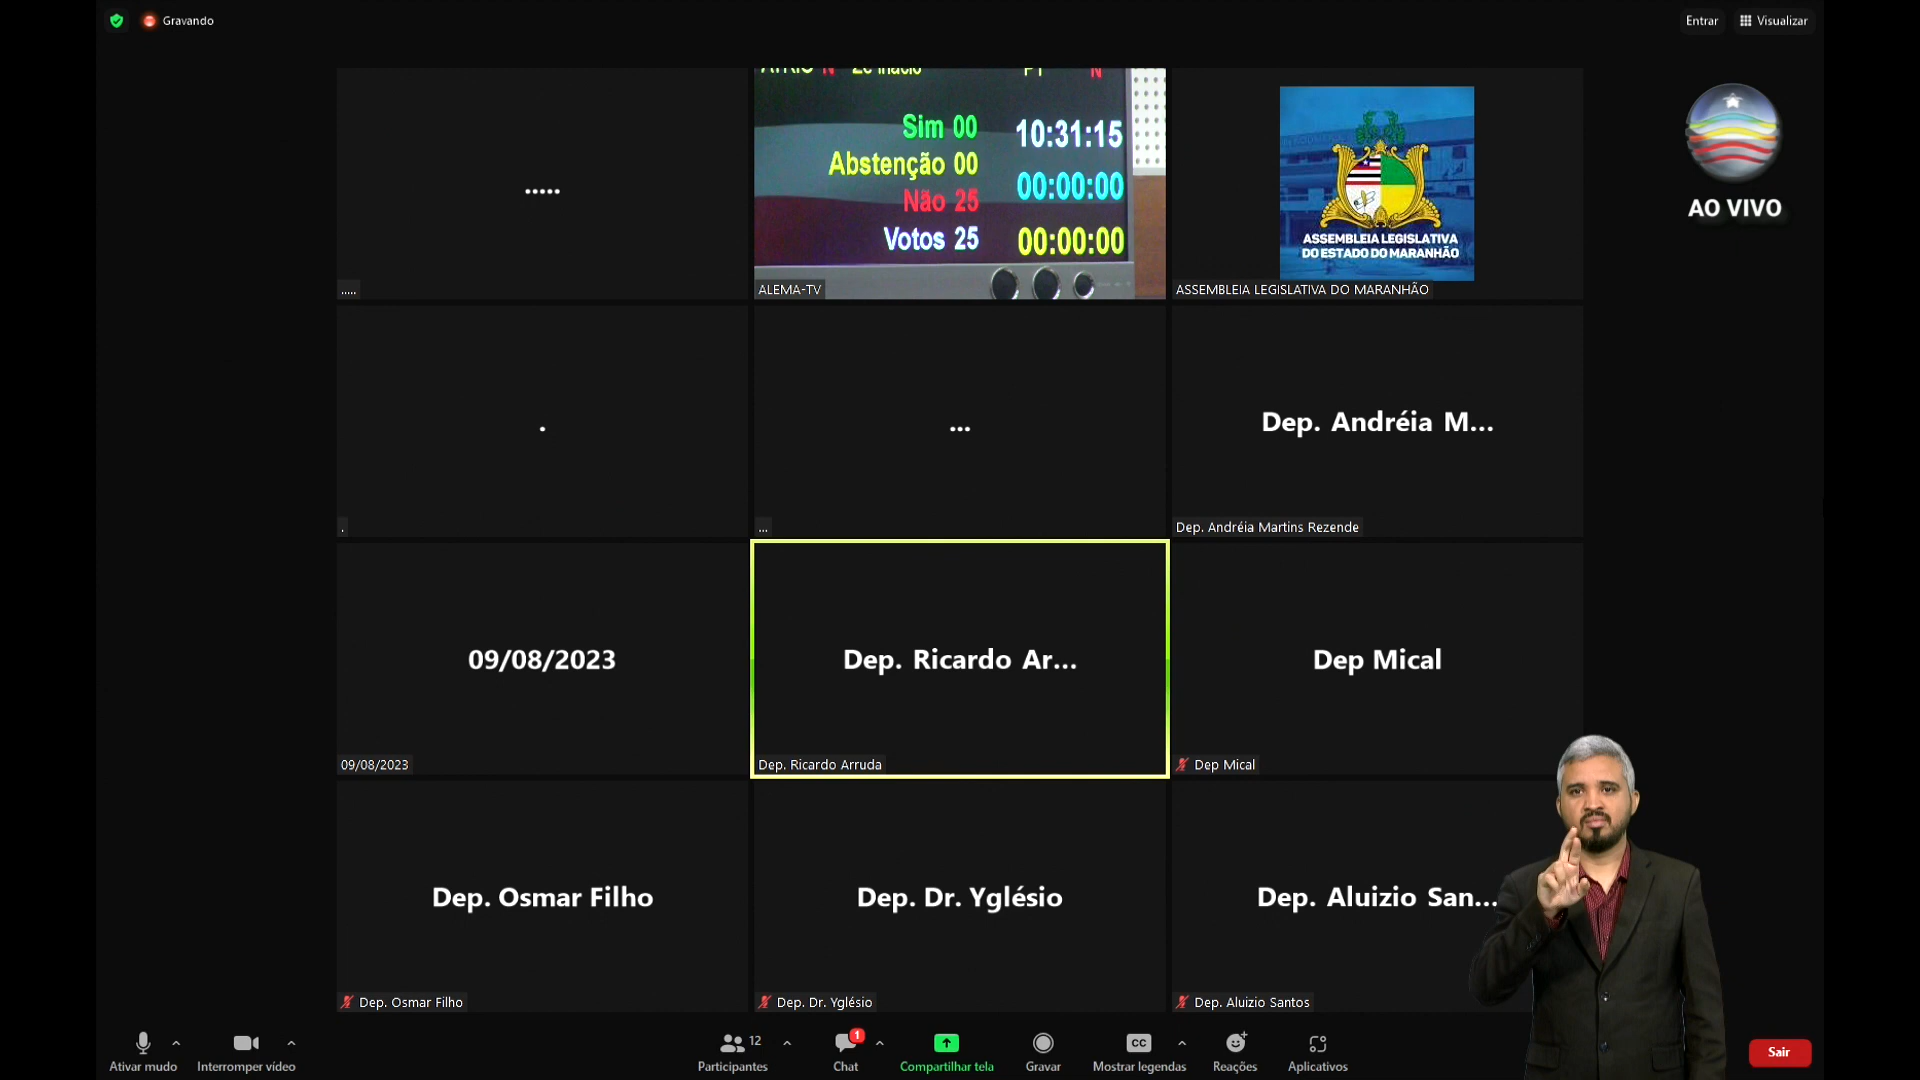 Gravando
Entrar
Visualizar
.....
.....
Zé Inácio PT N
Sim 00
Abstenção 00
Não 25
Votos 25
10:31:15
00:00:00
00:00:00
ALEMA-TV
ASSEMBLEIA LEGISLATIVA
DO ESTADO DO MARANHÃO
ASSEMBLEIA LEGISLATIVA DO MARANHÃO
AO VIVO
.
.
...
...
Dep. Andréia M...
Dep. Andréia Martins Rezende
09/08/2023
09/08/2023
Dep. Ricardo Ar...
Dep. Ricardo Arruda
Dep Mical
Dep Mical
Dep. Osmar Filho
Dep. Osmar Filho
Dep. Dr. Yglésio
Dep. Dr. Yglésio
Dep. Aluizio San...
Dep. Aluizio Santos
Ativar mudo
Interromper vídeo
12
Participantes
1
Chat
Compartilhar tela
Gravar
CC
Mostrar legendas
Reações
Aplicativos
Sair